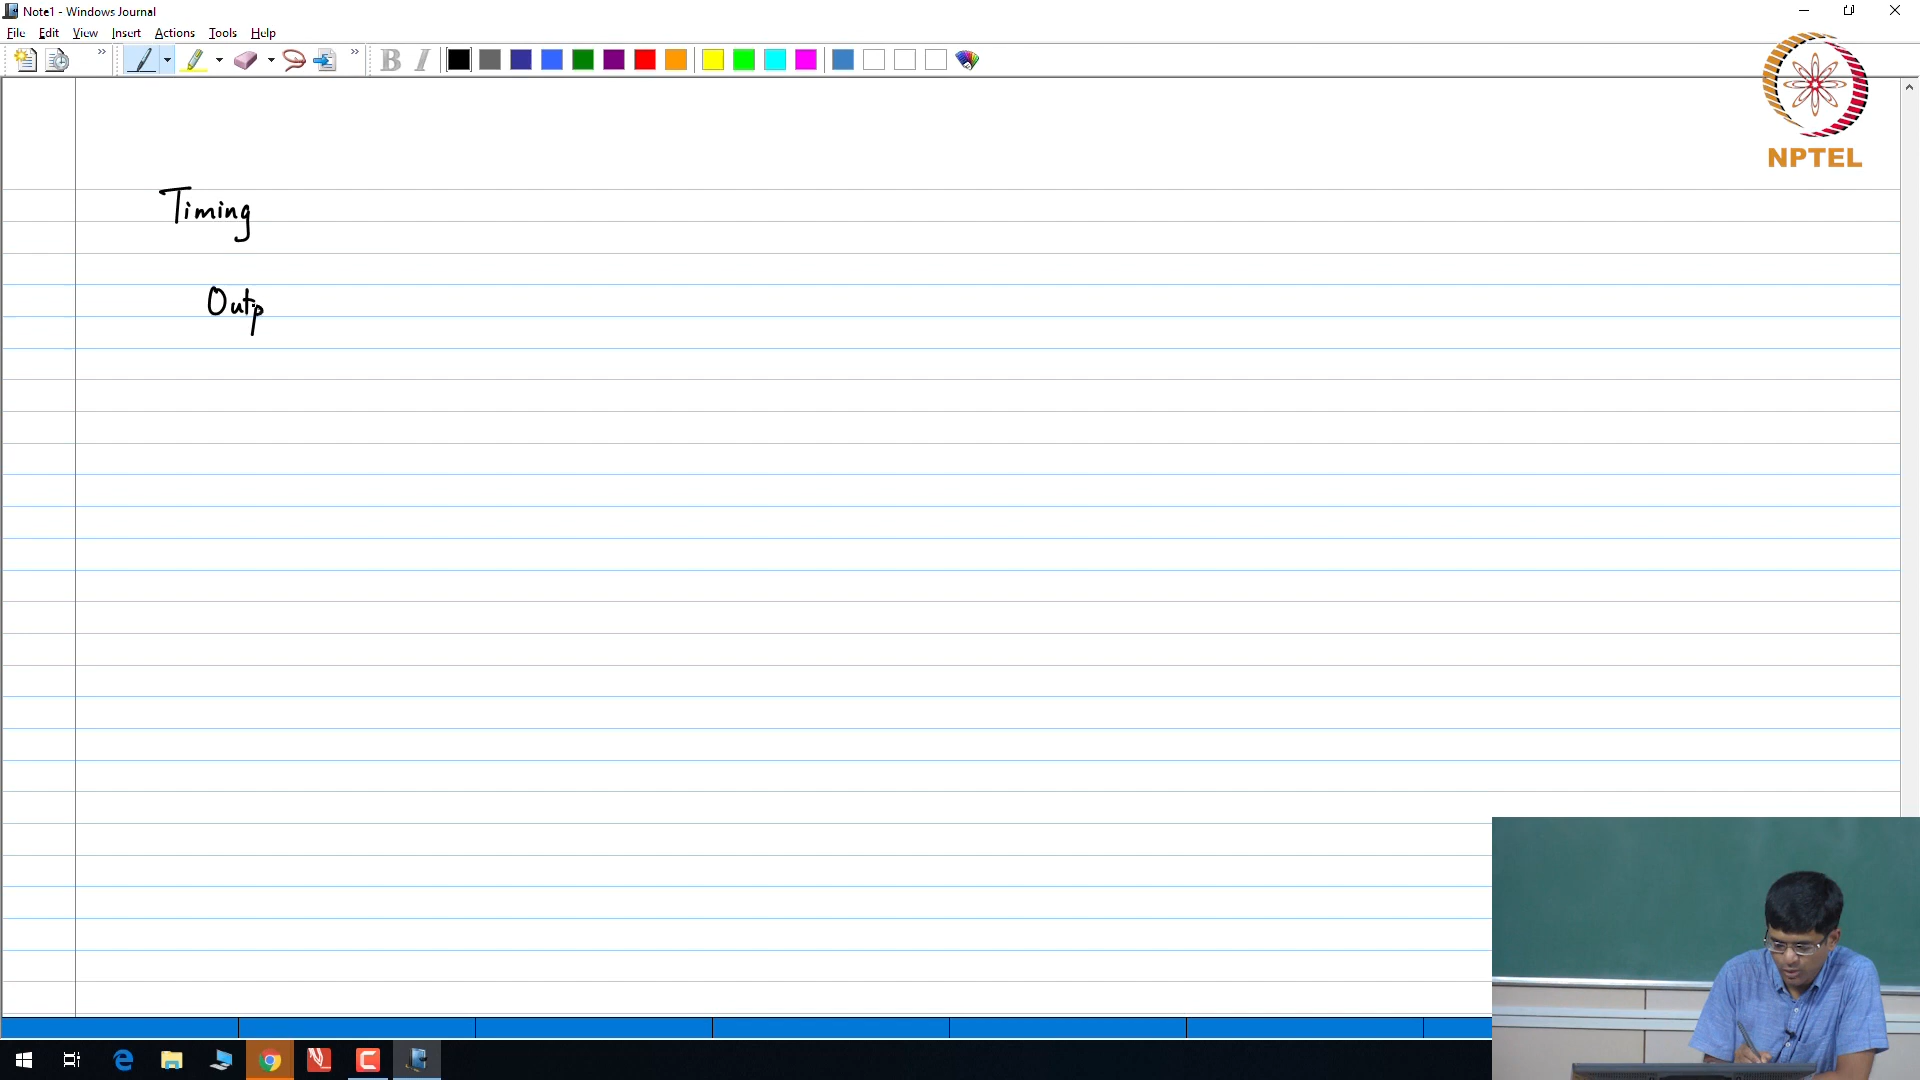 Note1 - Windows Journal
File Edit View Insert Actions Tools Help
B I
NPTEL
Timing
Outp